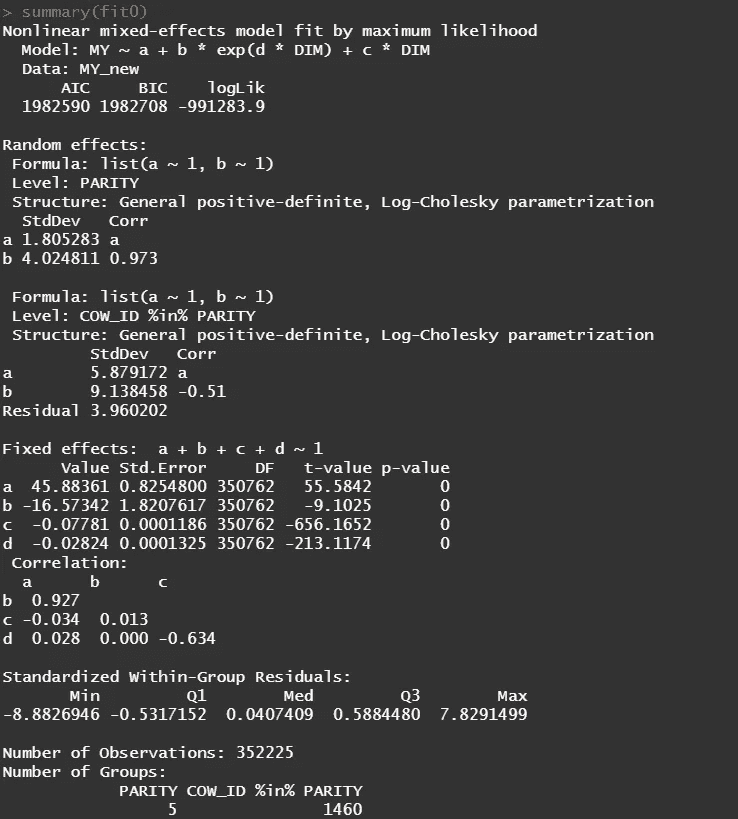 > summary(fit0)
Nonlinear mixed-effects model fit by maximum likelihood
  Model: MY ~ a + b * exp(d * DIM) + c * DIM
  Data: MY_new
      AIC     BIC    logLik
  1982590 1982708 -991283.9

Random effects:
 Formula: list(a ~ 1, b ~ 1)
 Level: PARITY
 Structure: General positive-definite, Log-Cholesky parametrization
  StdDev   Corr
a 1.805283 a
b 4.024811 0.973

 Formula: list(a ~ 1, b ~ 1)
 Level: COW_ID %in% PARITY
 Structure: General positive-definite, Log-Cholesky parametrization
         StdDev   Corr
a        5.879172 a
b        9.138458 -0.51
Residual 3.960202

Fixed effects:  a + b + c + d ~ 1
      Value Std.Error     DF   t-value p-value
a  45.88361 0.8254800 350762   55.5842       0
b -16.57342 1.8207617 350762   -9.1025       0
c  -0.07781 0.0001186 350762 -656.1652       0
d  -0.02824 0.0001325 350762 -213.1174       0
 Correlation:
  a      b      c
b  0.927
c -0.034  0.013
d  0.028  0.000 -0.634

Standardized Within-Group Residuals:
       Min         Q1        Med         Q3        Max
-8.8826946 -0.5317152  0.0407409  0.5884480  7.8291499

Number of Observations: 352225
Number of Groups:
            PARITY COW_ID %in% PARITY
                 5               1460